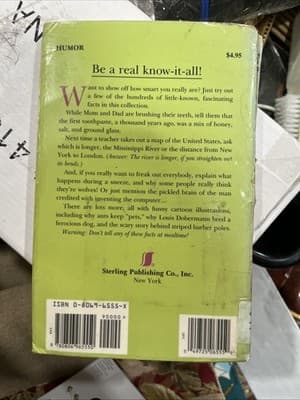 HUMOR
$4.95
Be a real know-it-all!
Want to show off how smart you really are? Just try out
a few of the hundreds of little-known, fascinating
facts in this collection.
While Mom and Dad are brushing their teeth, tell them that
the first toothpaste, a thousand years ago, was a mix of honey,
salt, and ground glass.
Next time a teacher takes out a map of the United States, ask
which is longer, the Mississippi River or the distance from New
York to London. (Answer: The river is longer, if you straighten out
its bends.)
And, if you really want to freak out everybody, explain what
happens during a sneeze, and why some people really think
they're wolves! Or just mention the pickled brain of the man
credited with inventing the computer...
There are lots more, all with funny cartoon illustrations,
including why ants keep "pets," why Louis Dobermann bred a
ferocious dog, and the scary story behind striped barber poles.
Warning: Don't tell any of these facts at mealtime!
S
Sterling Publishing Co., Inc.
New York
ISBN 0-8069-6555-X
90000